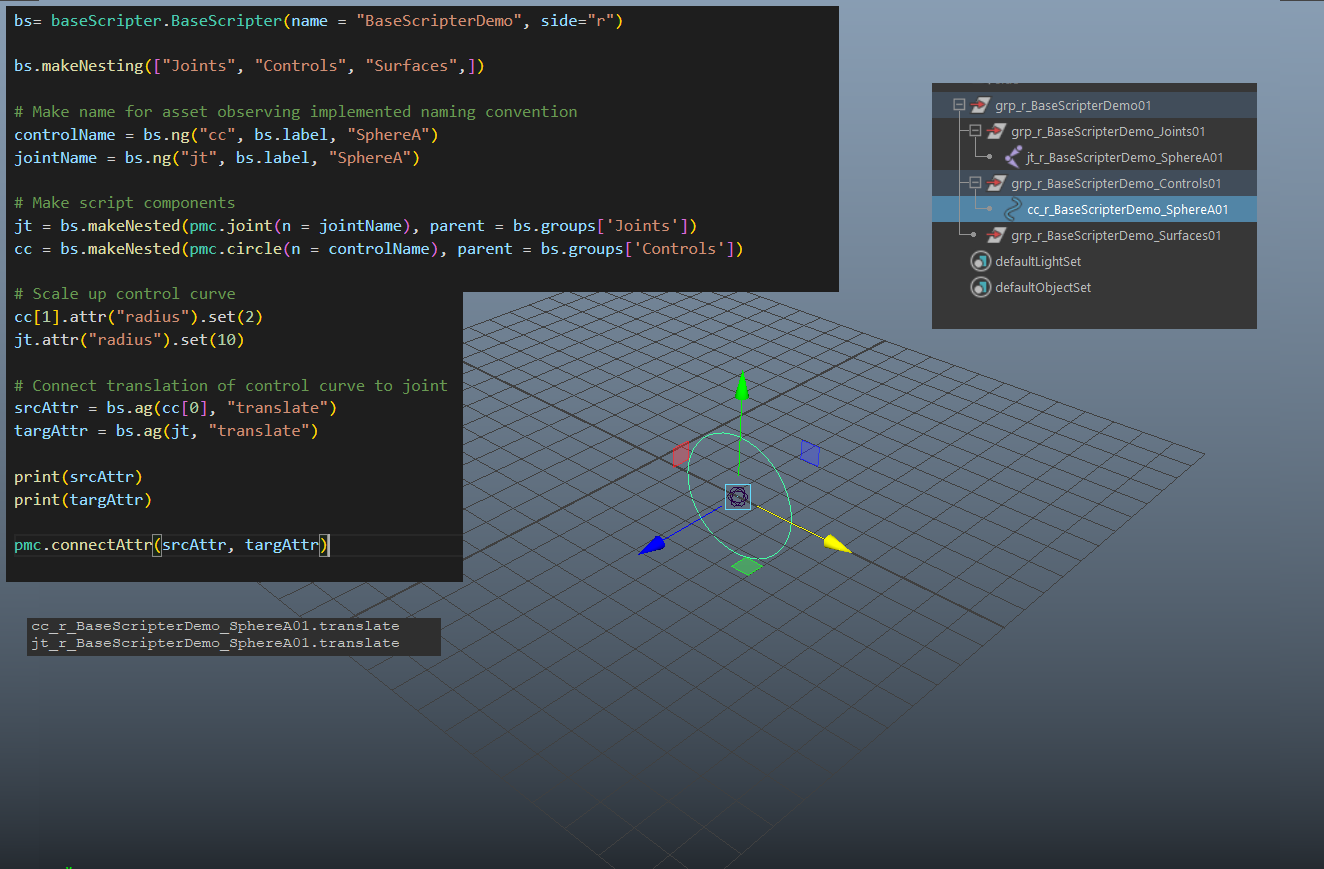 bs= baseScripter.BaseScripter(name = "BaseScripterDemo", side="r")
bs.makeNesting(["Joints", "Controls", "Surfaces",])
# Make name for asset observing implemented naming convention
controlName = bs.ng("cc", bs.label, "SphereA")
jointName = bs.ng("jt", bs.label, "SphereA")
# Make script components
jt = bs.makeNested(pmc.joint(n = jointName), parent = bs.groups['Joints'])
cc = bs.makeNested(pmc.circle(n = controlName), parent = bs.groups['Controls'])
# Scale up control curve
cc[1].attr("radius").set(2)
jt.attr("radius").set(10)
# Connect translation of control curve to joint
srcAttr = bs.ag(cc[0], "translate")
targAttr = bs.ag(jt, "translate")
print(srcAttr)
print(targAttr)
pmc.connectAttr(srcAttr, targAttr)
cc_r_BaseScripterDemo_SphereA01.translate
jt_r_BaseScripterDemo_SphereA01.translate
grp_r_BaseScripterDemo01
grp_r_BaseScripterDemo_Joints01
jt_r_BaseScripterDemo_SphereA01
grp_r_BaseScripterDemo_Controls01
cc_r_BaseScripterDemo_SphereA01
grp_r_BaseScripterDemo_Surfaces01
defaultLightSet
defaultObjectSet